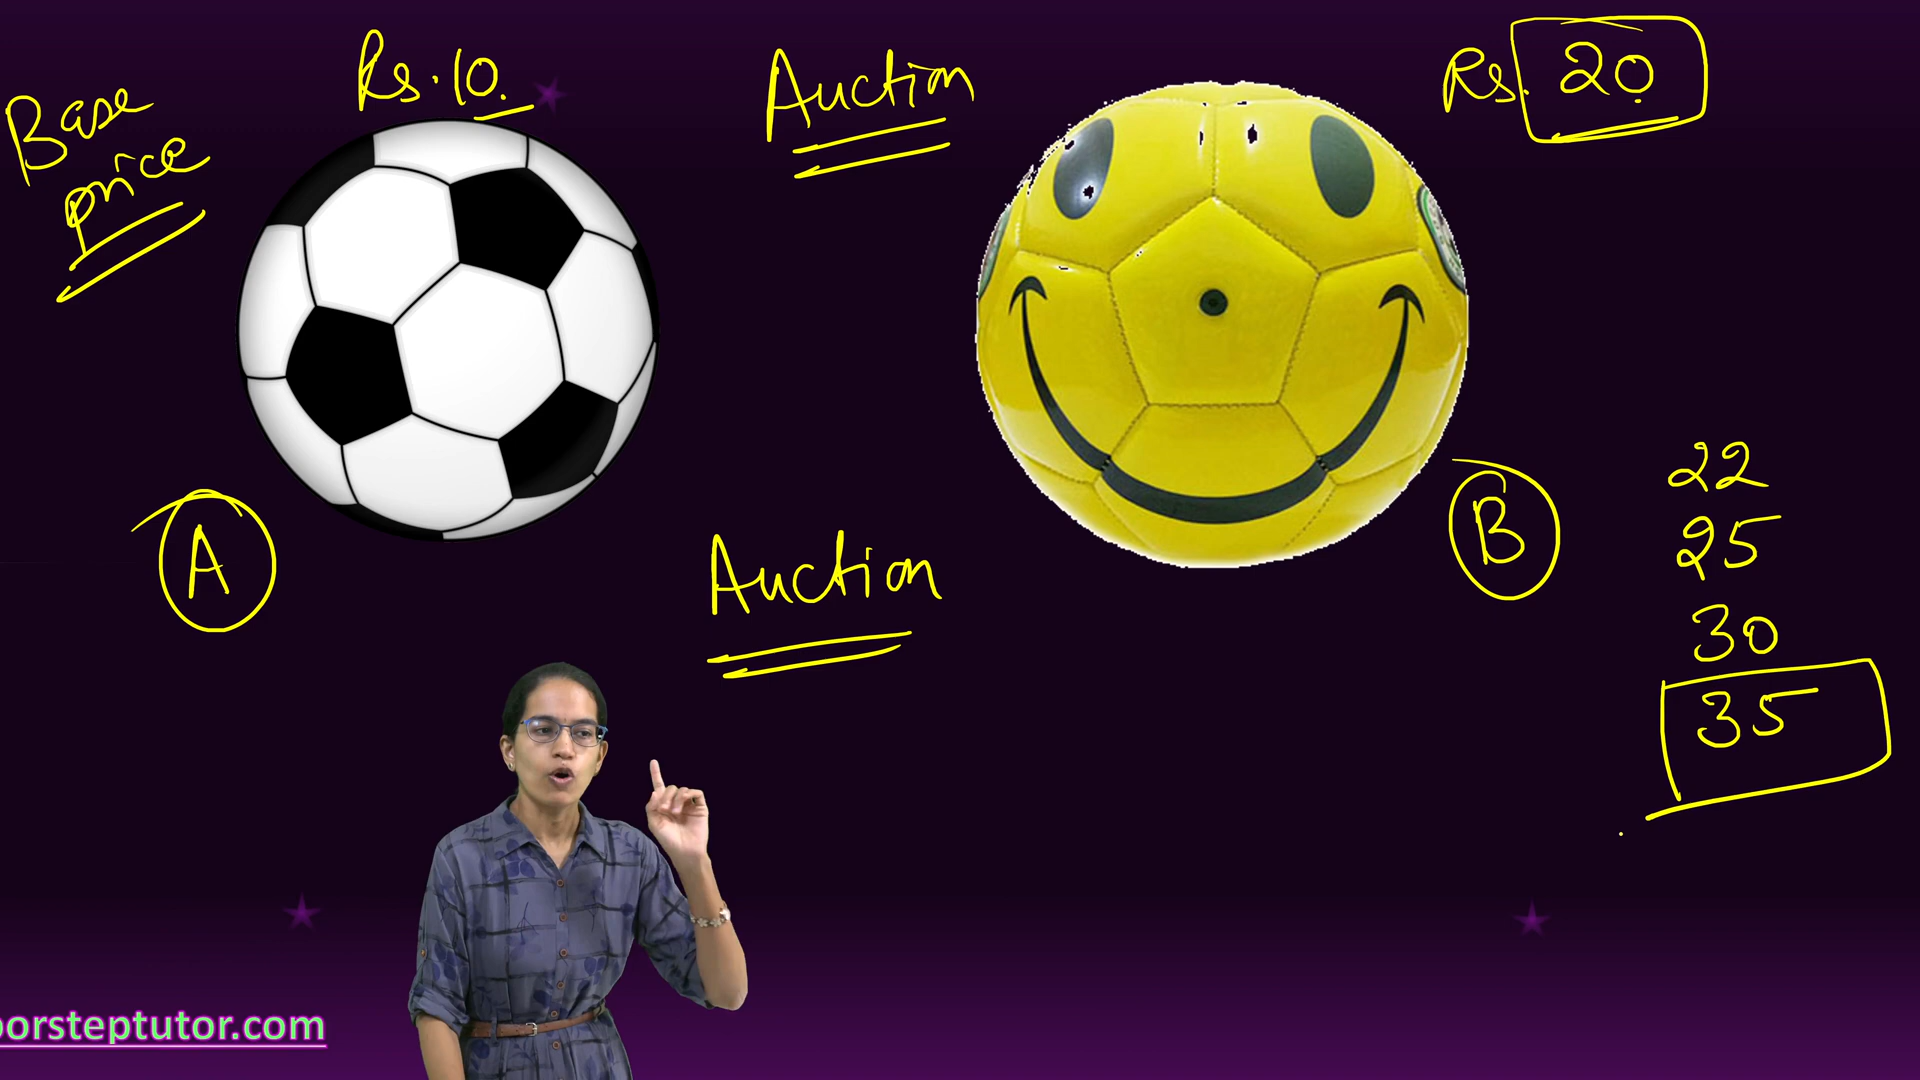 Rs. 10.
Base
price
Auction
Rs. 20
A
Auction
B
22
25
30
35
orsteptutor.com